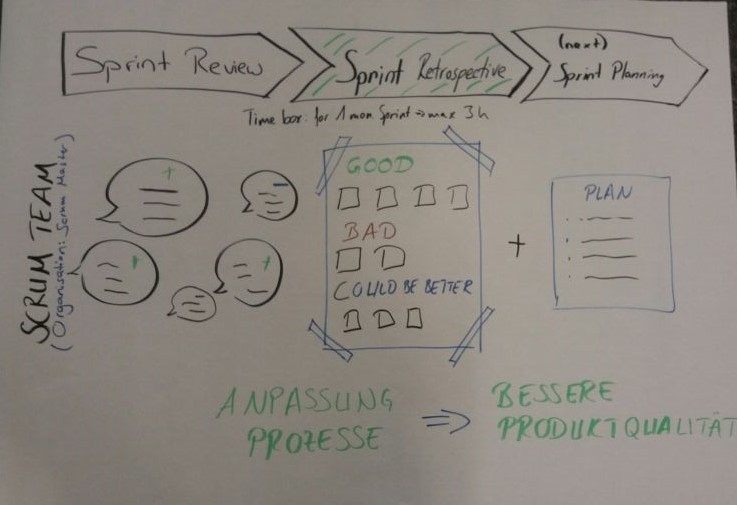 Sprint Review
Sprint Retrospective
(next)
Sprint Planning
Time box: for 1 mon. Sprint → max 3h
SCRUM TEAM
(Organisation: Scrum Master)
GOOD
BAD
COULD BE BETTER
+
PLAN
ANPASSUNG
PROZESSE
⇒
BESSERE
PRODUKTQUALITÄT